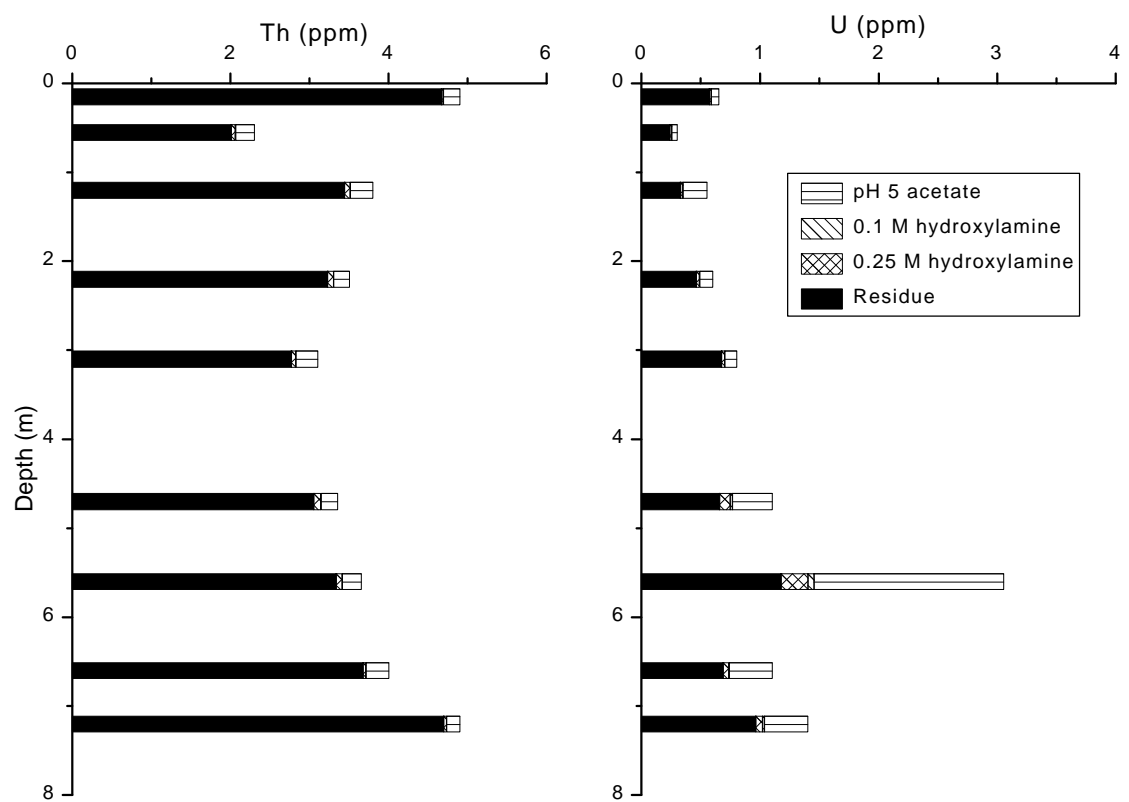 Th (ppm)
0 2 4 6
U (ppm)
0 1 2 3 4
Depth (m)
0
2
4
6
8
0
2
4
6
8
pH 5 acetate
0.1 M hydroxylamine
0.25 M hydroxylamine
Residue